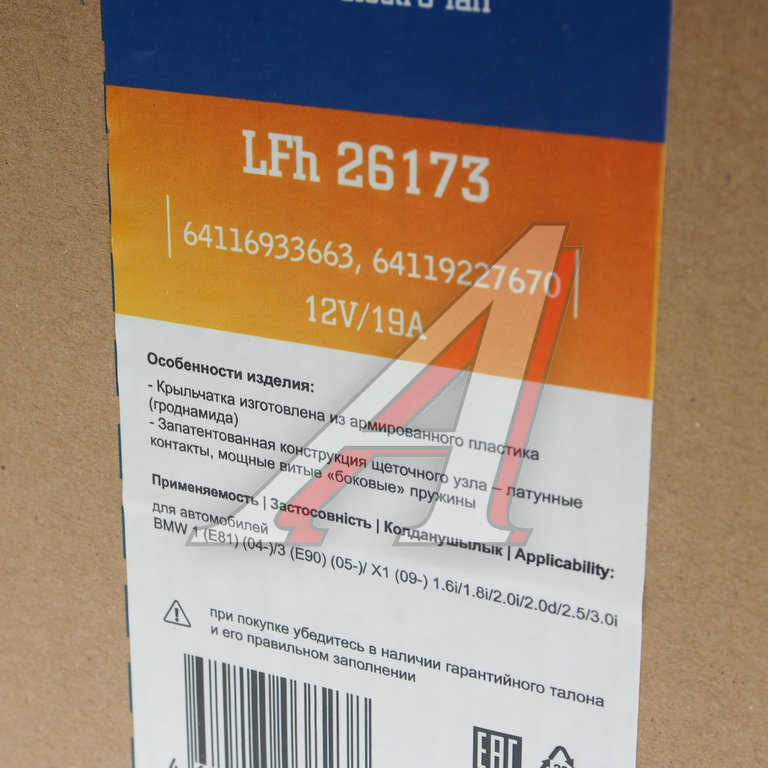 fan
LFh 26173
64116933663, 64119227670
12V/19A
Особенности изделия:
- Крыльчатка изготовлена из армированного пластика
(гроднамида)
- Запатентованная конструкция щеточного узла – латунные
контакты, мощные витые «боковые» пружины
Применяемость | Застосовність | Колданушылык | Applicability:
для автомобилей
BMW 1 (E81) (04-)/3 (E90) (05-)/ X1 (09-) 1.6i/1.8i/2.0i/2.0d/2.5/3.0i
при покупке убедитесь в наличии гарантийного талона
и его правильном заполнении
EAC